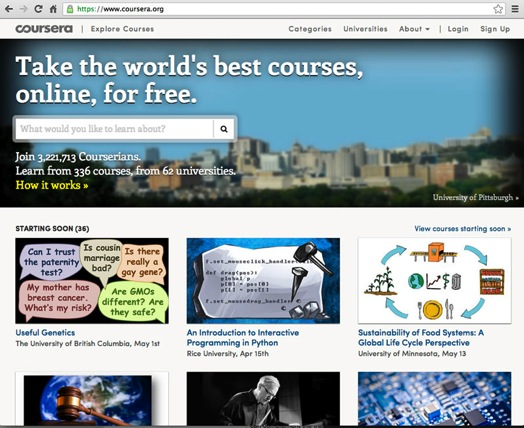 https://www.coursera.org
coursera | Explore Courses Categories Universities About | Login Sign Up
Take the world's best courses,
online, for free.
What would you like to learn about?
Join 3,221,713 Courserians.
Learn from 336 courses, from 62 universities.
How it works »
University of Pittsburgh »
STARTING SOON (36) View courses starting soon »
Can I trust the paternity test?
Is cousin marriage bad?
Is there really a gay gene?
My mother has breast cancer. What's my risk?
Are GMOs different? Are they safe?
f.set_mouseclick_handler
def drag(pos):
global p
p[0] = pos[0]
p[1] = pos[1]
f.set_mousedrag_handler
Useful Genetics
The University of British Columbia, May 1st
An Introduction to Interactive
Programming in Python
Rice University, Apr 15th
Sustainability of Food Systems: A
Global Life Cycle Perspective
University of Minnesota, May 13